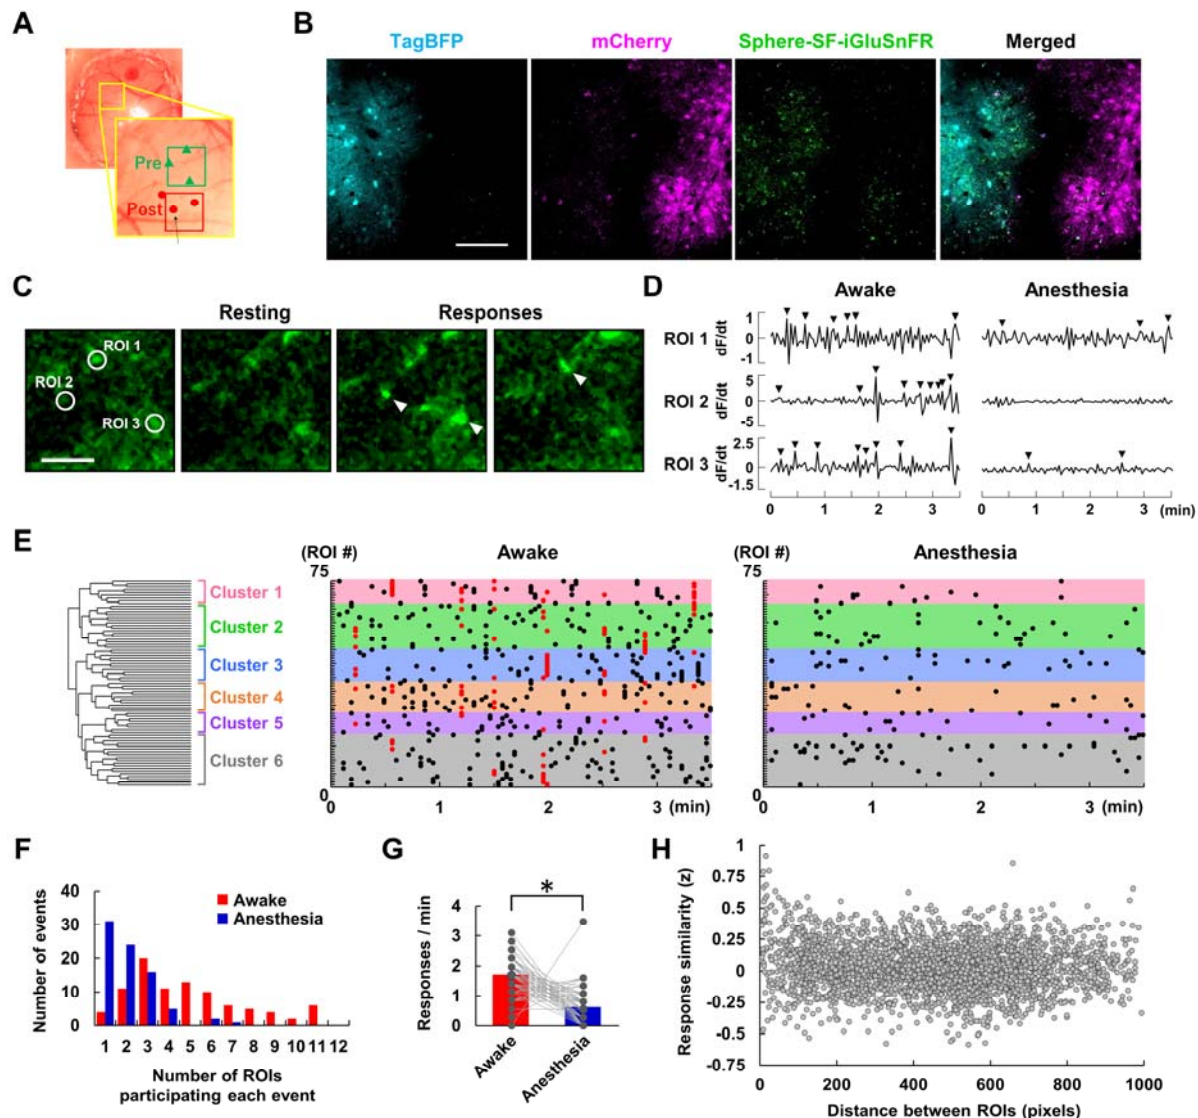 A
Pre
Post
B
TagBFP
mCherry
Sphere-SF-iGluSnFR
Merged
C
Resting
Responses
ROI 1
ROI 2
ROI 3
D
Awake
Anesthesia
ROI 1
dF/dt
1
0
-1
ROI 2
dF/dt
5
0
-5
ROI 3
dF/dt
2.5
0
-1.5
0 1 2 3
0 1 2 3 (min)
E
(ROI #)
Awake
(ROI #)
Anesthesia
75
75
Cluster 1
Cluster 2
Cluster 3
Cluster 4
Cluster 5
Cluster 6
0
0
0 1 2 3 (min)
0 1 2 3 (min)
F
Number of events
40
30
20
10
0
Awake
Anesthesia
1 2 3 4 5 6 7 8 9 10 11 12
Number of ROIs
participating each event
G
*
Responses / min
4
3
2
1
0
Awake
Anesthesia
H
Response similarity (z)
1
0.75
0.5
0.25
0
-0.25
-0.5
-0.75
0 200 400 600 800 1000
Distance between ROIs (pixels)